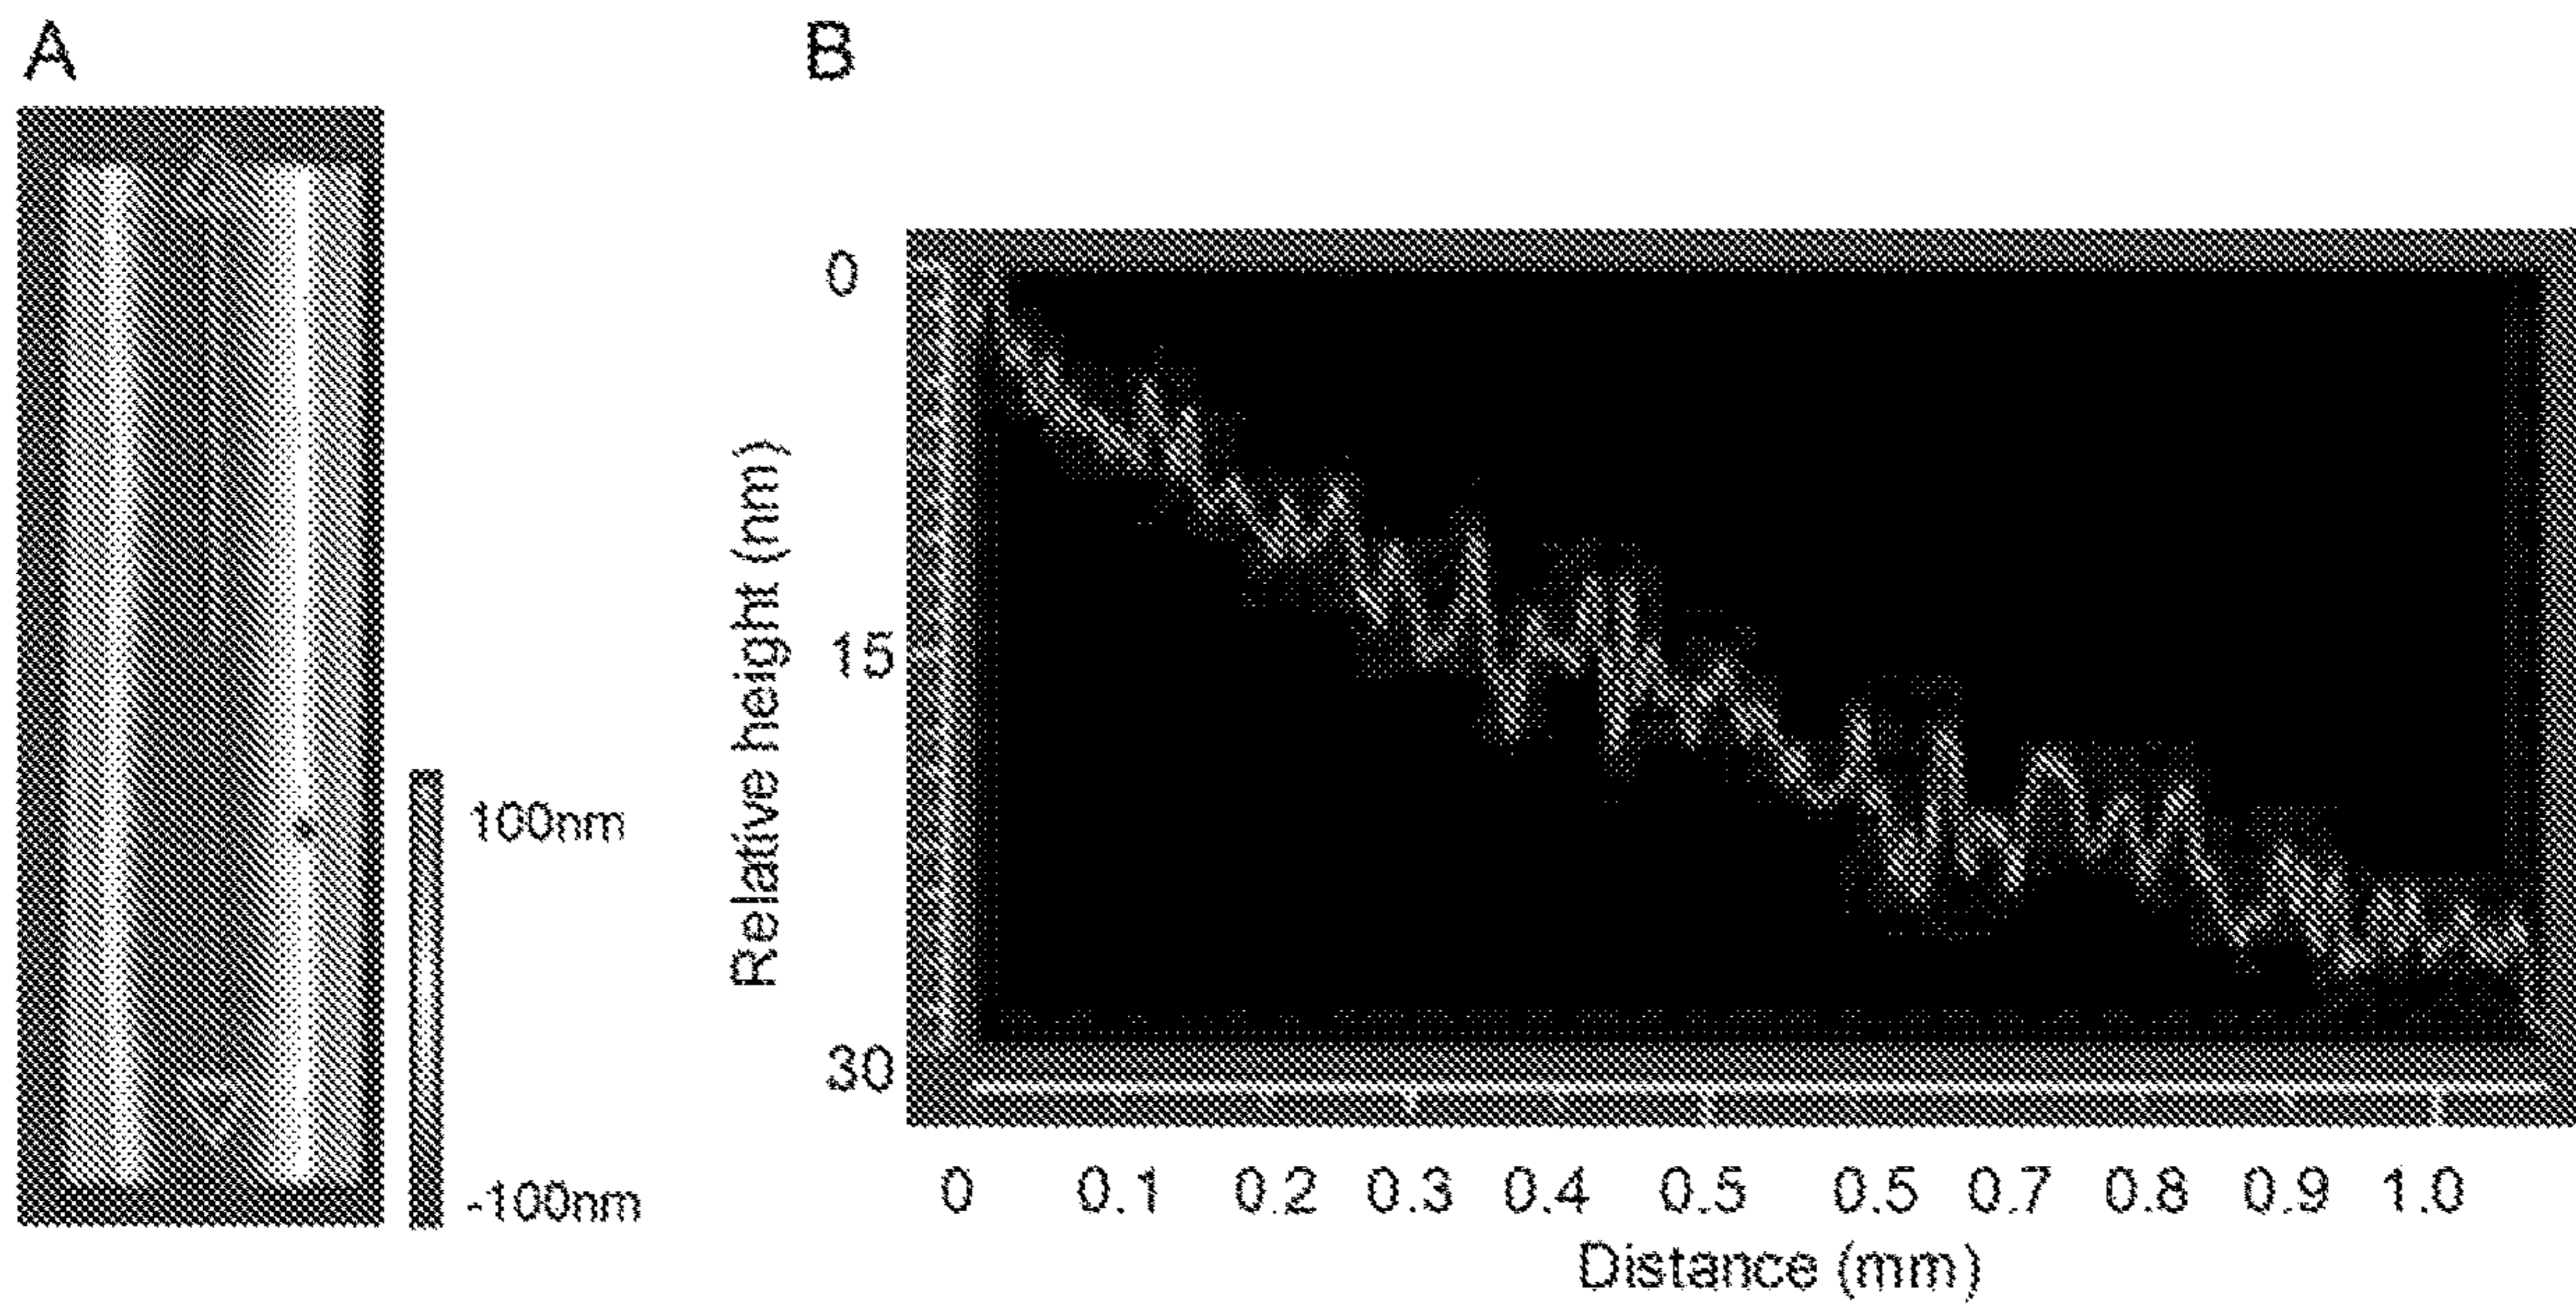 A
B
100nm
-100nm
Relative height (nm)
0
15
30
0 0.1 0.2 0.3 0.4 0.5 0.5 0.7 0.8 0.9 1.0
Distance (mm)